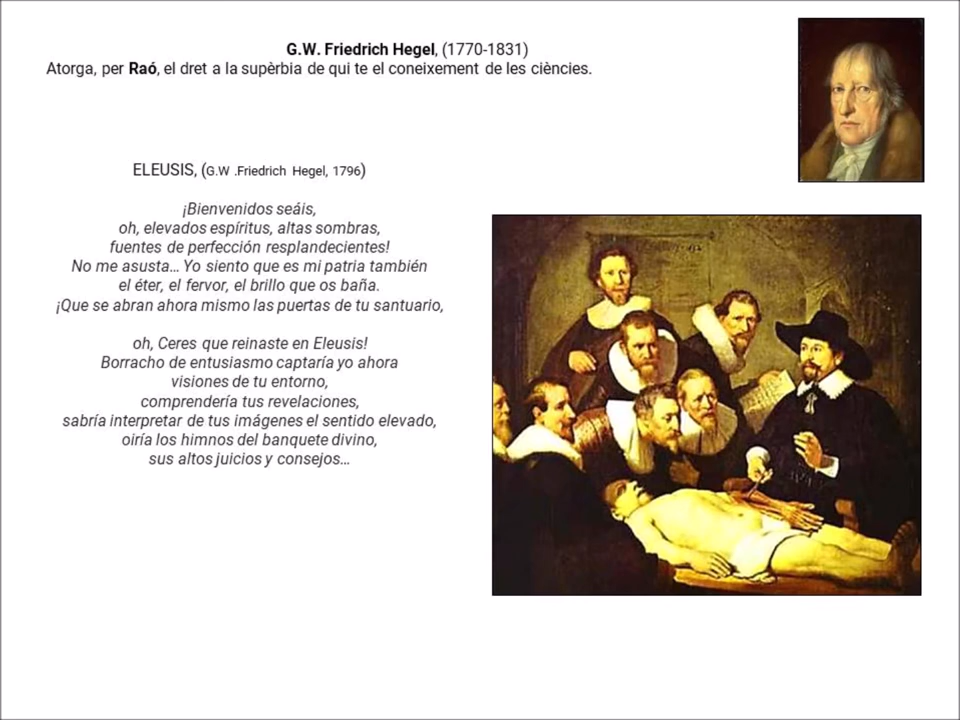 G.W. Friedrich Hegel, (1770-1831)
Atorga, per Raó, el dret a la supèrbia de qui te el coneixement de les ciències.
ELEUSIS, (G.W .Friedrich Hegel, 1796)
¡Bienvenidos seáis,
oh, elevados espíritus, altas sombras,
fuentes de perfección resplandecientes!
No me asusta... Yo siento que es mi patria también
el éter, el fervor, el brillo que os baña.
¡Que se abran ahora mismo las puertas de tu santuario,
oh, Ceres que reinaste en Eleusis!
Borracho de entusiasmo captaría yo ahora
visiones de tu entorno,
comprendería tus revelaciones,
sabría interpretar de tus imágenes el sentido elevado,
oiría los himnos del banquete divino,
sus altos juicios y consejos...